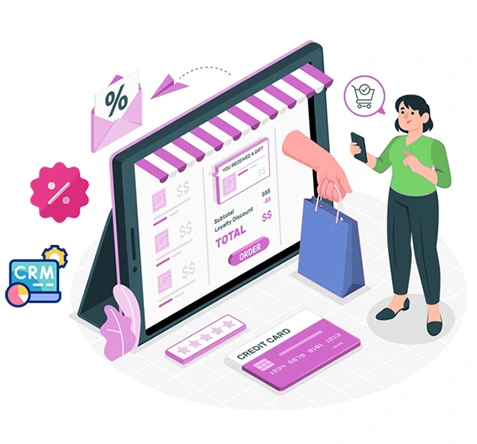 %
%
CRM
$$
$$
$$
YOU RECEIVED A GIFT
$$
Subtotal $$$
Loyalty Discount -$$
TOTAL $$
ORDER
CREDIT CARD